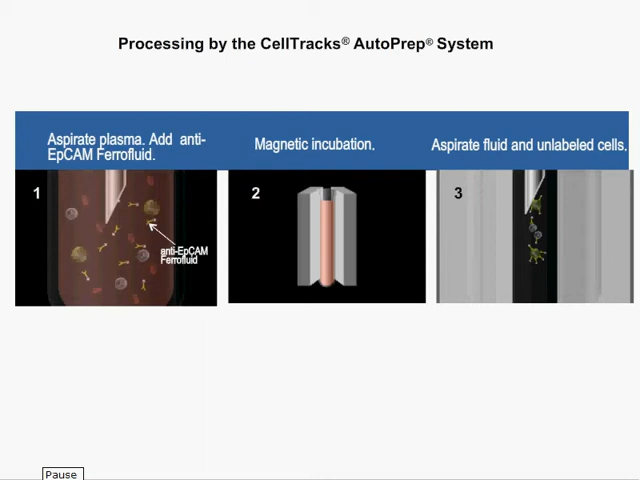 Processing by the CellTracks® AutoPrep® System
Aspirate plasma. Add anti-
EpCAM Ferrofluid.
Magnetic incubation.
Aspirate fluid and unlabeled cells.
1
2
3
anti-EpCAM
Ferrofluid
Pause